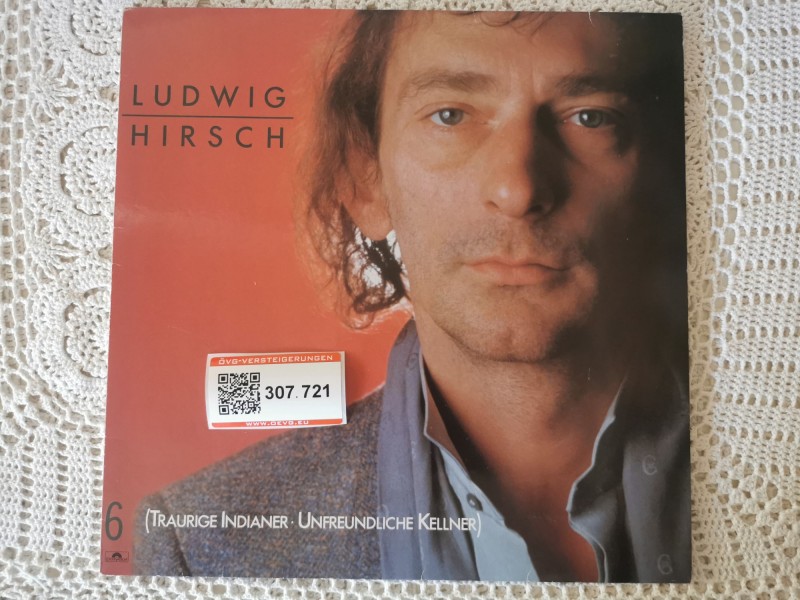 LUDWIG
HIRSCH
ÖVG-VERSTEIGERUNGEN
307.721
WWW.OEVG.EU
6 (TRAURIGE INDIANER · UNFREUNDLICHE KELLNER)